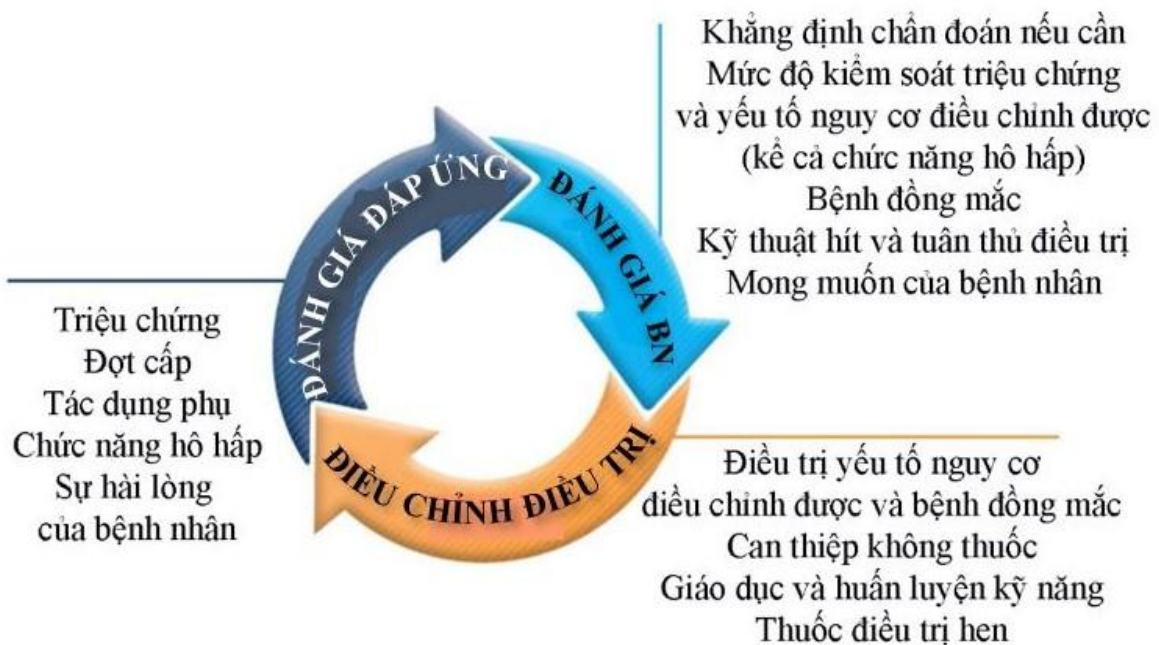 Khẳng định chẩn đoán nếu cần
Mức độ kiểm soát triệu chứng
và yếu tố nguy cơ điều chỉnh được
(kể cả chức năng hô hấp)
Bệnh đồng mắc
Kỹ thuật hít và tuân thủ điều trị
Mong muốn của bệnh nhân
ĐÁNH GIÁ ĐÁP ỨNG
ĐÁNH GIÁ BN
ĐIỀU CHỈNH ĐIỀU TRỊ
Triệu chứng
Đợt cấp
Tác dụng phụ
Chức năng hô hấp
Sự hài lòng
của bệnh nhân
Điều trị yếu tố nguy cơ
điều chỉnh được và bệnh đồng mắc
Can thiệp không thuốc
Giáo dục và huấn luyện kỹ năng
Thuốc điều trị hen